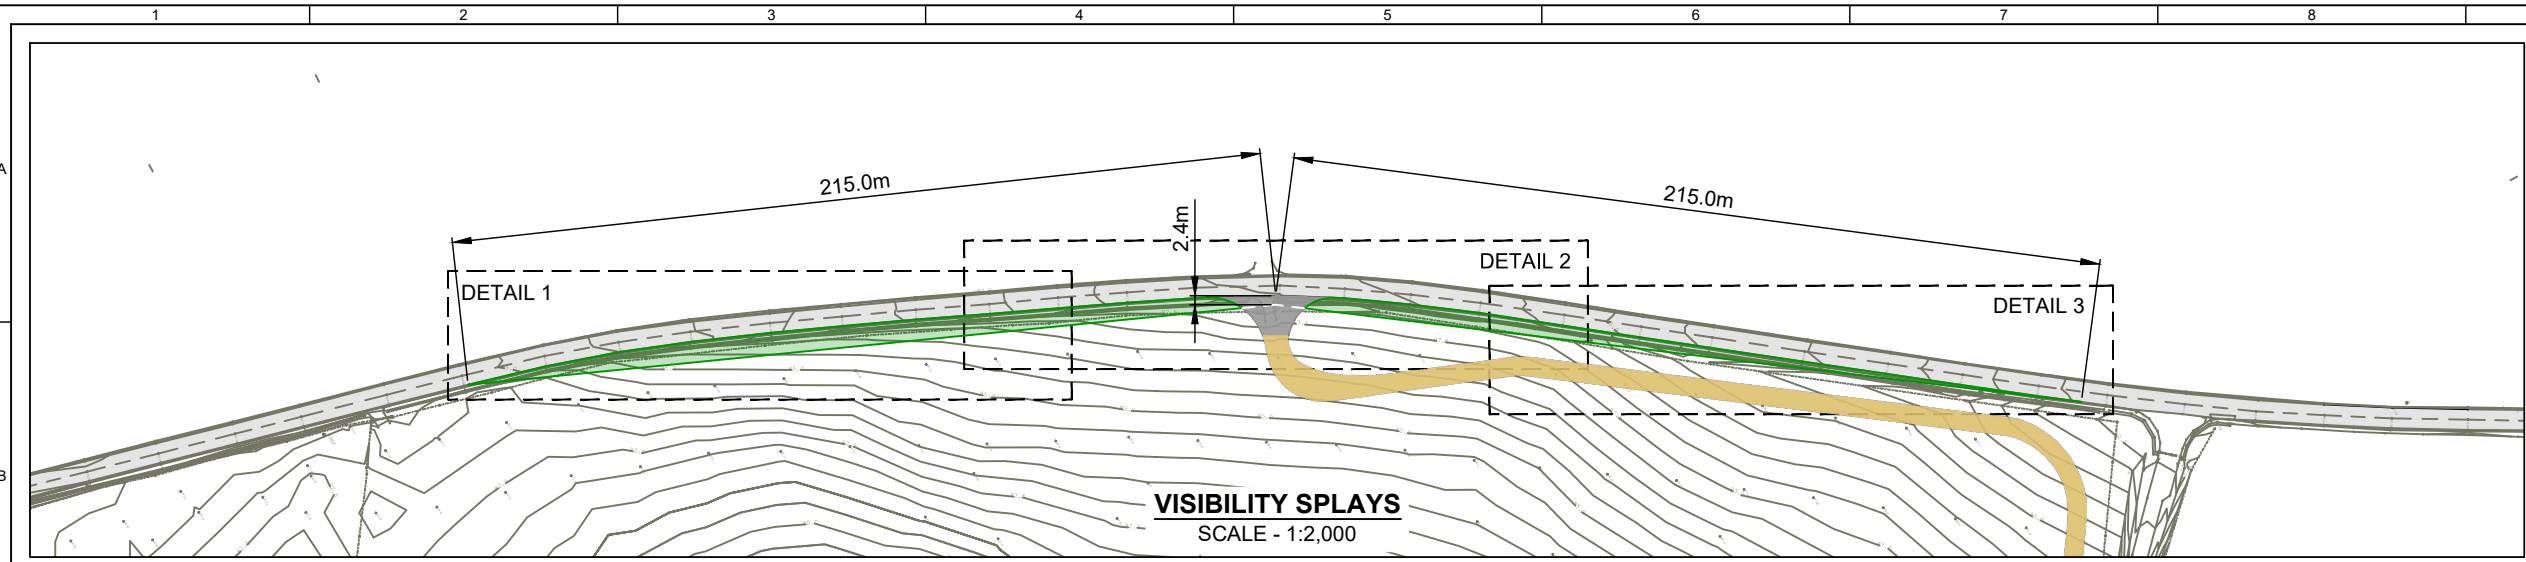 1 2 3 4 5 6 7 8
A
215.0m
215.0m
2.4m
DETAIL 1
DETAIL 2
DETAIL 3
B
VISIBILITY SPLAYS
SCALE - 1:2,000